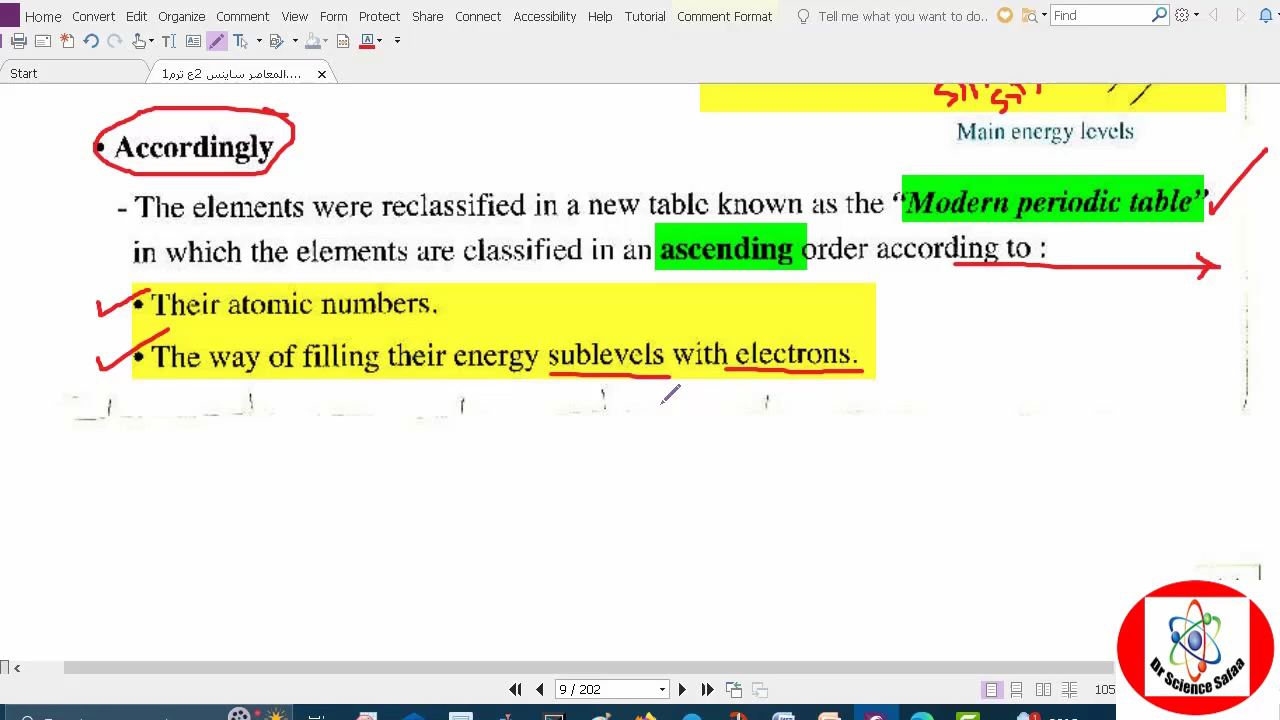 Home Convert Edit Organize Comment View Form Protect Share Connect Accessibility Help Tutorial Comment Format Tell me what you want to do.. Find
Start المعاصر ساينس 2ع ترم1....
Main energy levels
• Accordingly
- The elements were reclassified in a new table known as the “Modern periodic table”
in which the elements are classified in an ascending order according to :
• Their atomic numbers.
• The way of filling their energy sublevels with electrons.
Dr Science Safaa
9 / 202
105